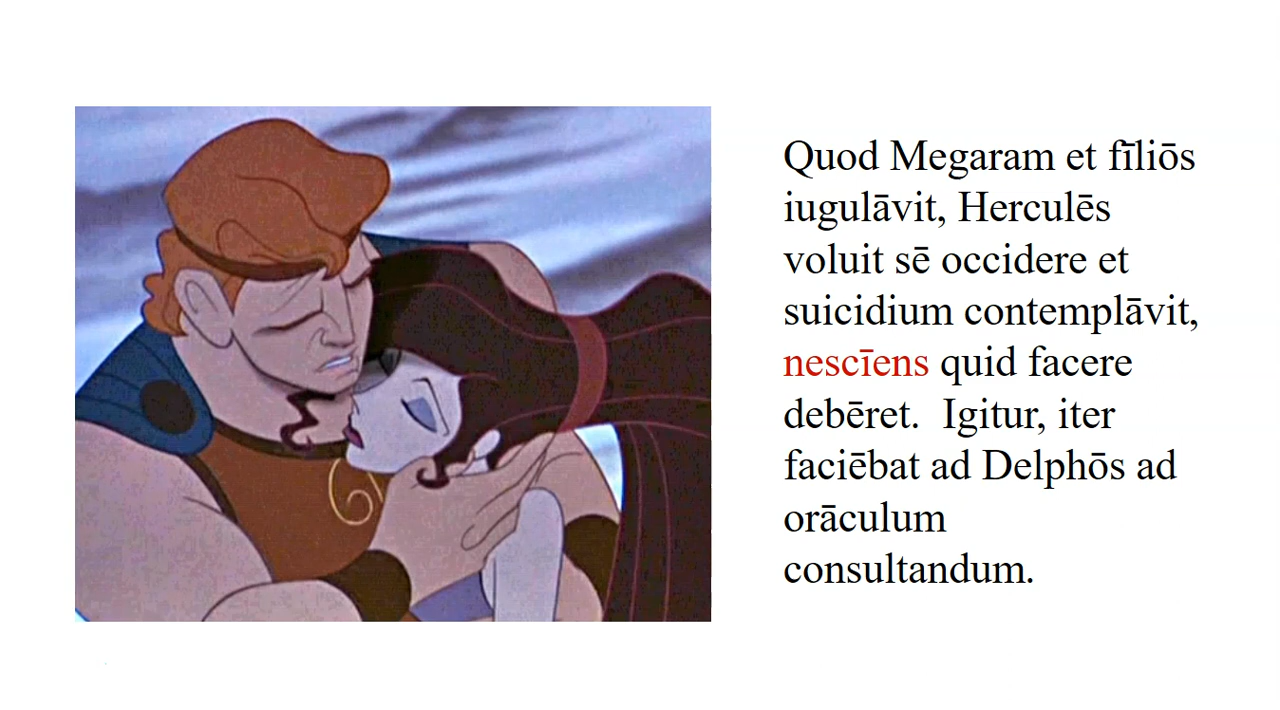 Quod Megaram et fīliōs
iugulāvit, Herculēs
voluit sē occidere et
suicidium contemplāvit,
nescīens quid facere
debēret.  Igitur, iter
faciēbat ad Delphōs ad
orāculum
consultandum.